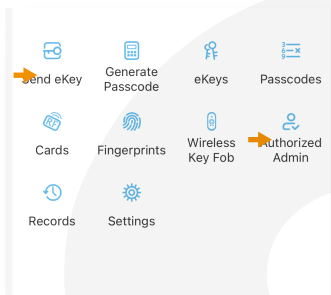 Send eKey
Generate
Passcode
eKeys
Passcodes
Cards
Fingerprints
Wireless
Key Fob
Authorized
Admin
Records
Settings